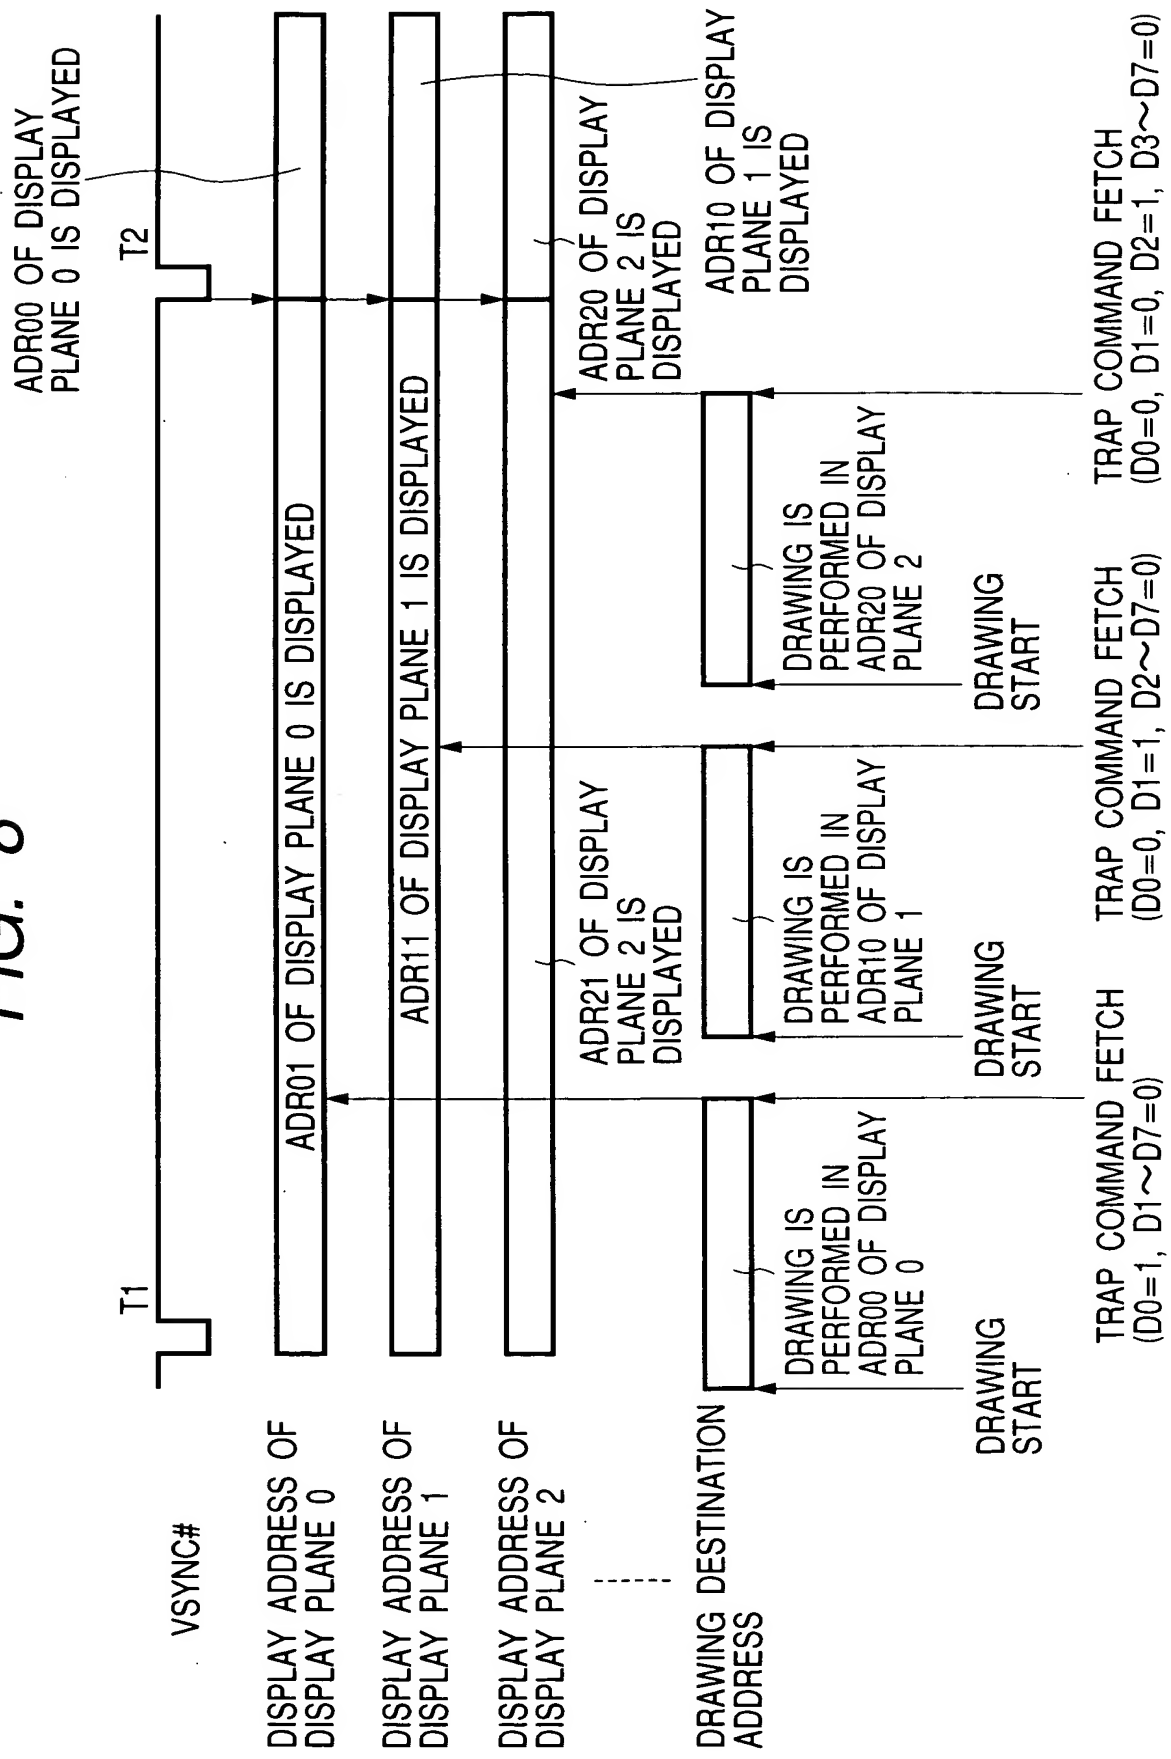 FIG. 8
VSYNC#
T1
T2
ADR00 OF DISPLAY
PLANE 0 IS DISPLAYED
DISPLAY ADDRESS OF
DISPLAY PLANE 0
ADR01 OF DISPLAY PLANE 0 IS DISPLAYED
DISPLAY ADDRESS OF
DISPLAY PLANE 1
ADR11 OF DISPLAY PLANE 1 IS DISPLAYED
DISPLAY ADDRESS OF
DISPLAY PLANE 2
ADR21 OF DISPLAY
PLANE 2 IS
DISPLAYED
ADR20 OF DISPLAY
PLANE 2 IS
DISPLAYED
ADR10 OF DISPLAY
PLANE 1 IS
DISPLAYED
DRAWING DESTINATION
ADDRESS
DRAWING IS
PERFORMED IN
ADR00 OF DISPLAY
PLANE 0
DRAWING IS
PERFORMED IN
ADR10 OF DISPLAY
PLANE 1
DRAWING IS
PERFORMED IN
ADR20 OF DISPLAY
PLANE 2
DRAWING
START
DRAWING
START
DRAWING
START
TRAP COMMAND FETCH
(D0=1, D1~D7=0)
TRAP COMMAND FETCH
(D0=0, D1=1, D2~D7=0)
TRAP COMMAND FETCH
(D0=0, D1=0, D2=1, D3~D7=0)